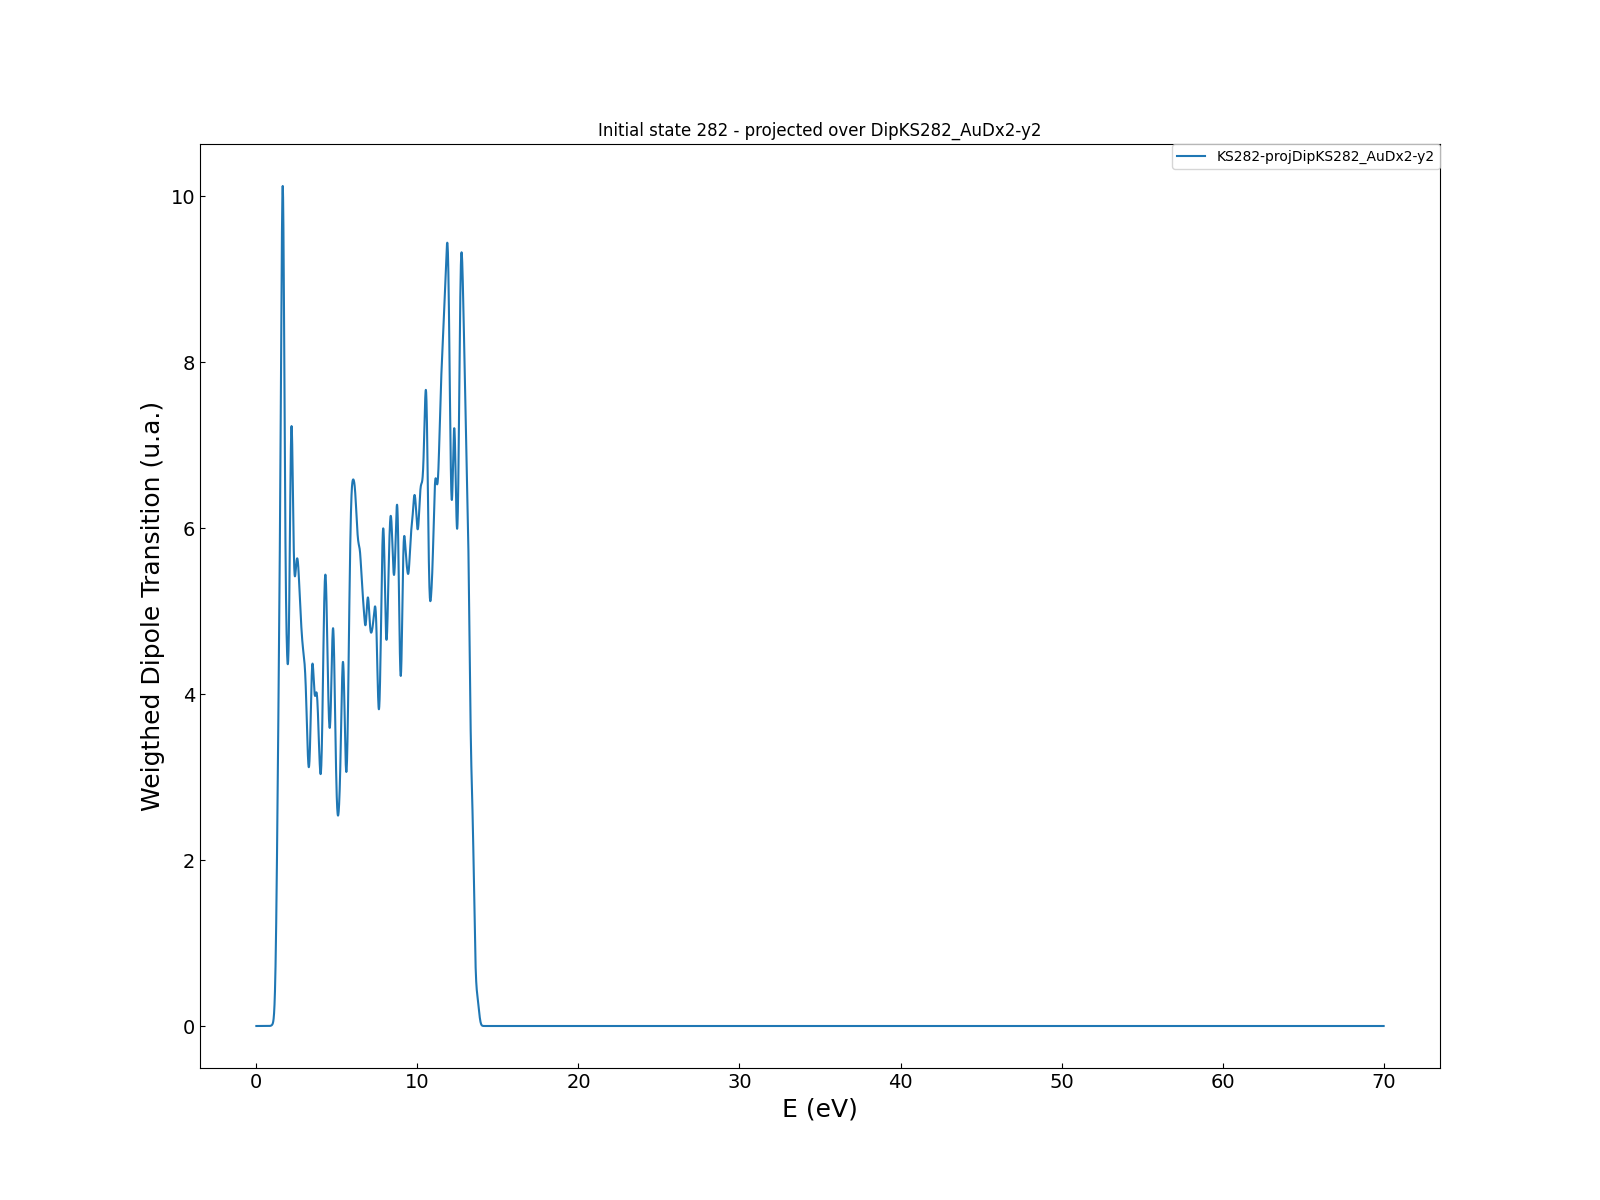 Initial state 282 - projected over DipKS282_AuDx2-y2
KS282-projDipKS282_AuDx2-y2
Weigthed Dipole Transition (u.a.)
10
8
6
4
2
0
0 10 20 30 40 50 60 70
E (eV)